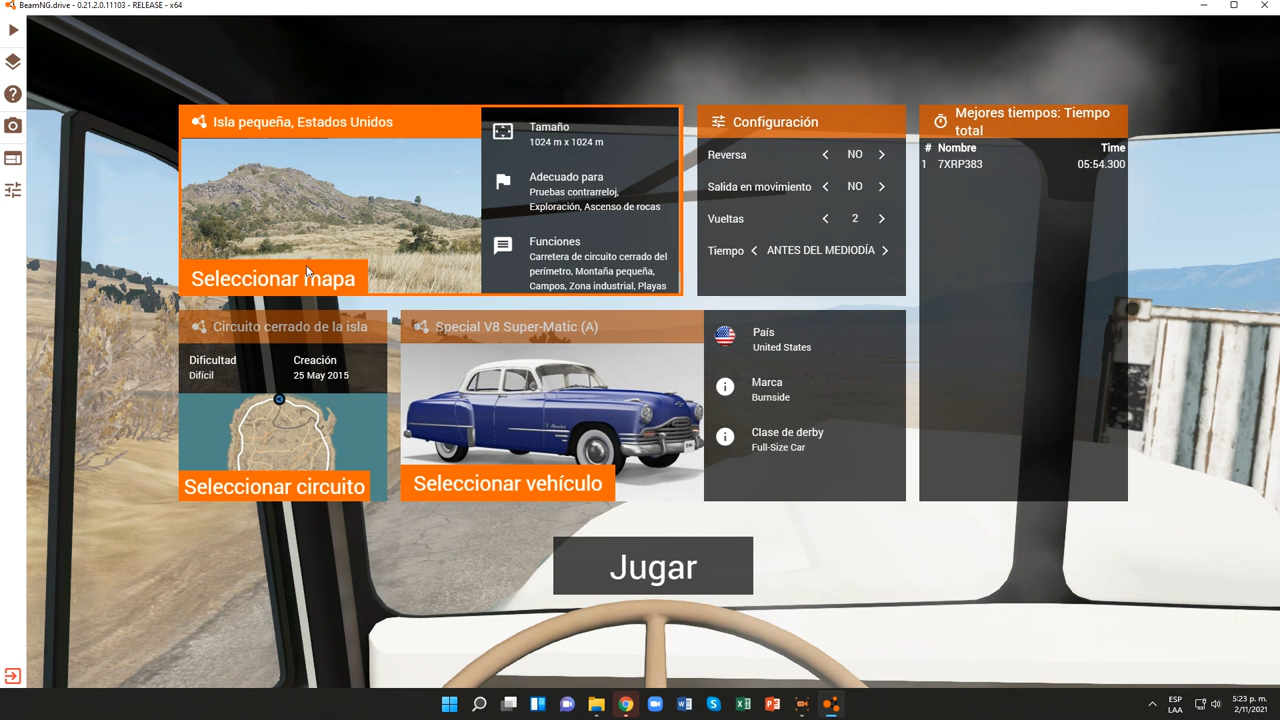 BeamNG.drive - 0.21.2.0.11103 - RELEASE - x64
Isla pequeña, Estados Unidos
Seleccionar mapa
Tamaño
1024 m x 1024 m
Adecuado para
Pruebas contrarreloj,
Exploración, Ascenso de rocas
Funciones
Carretera de circuito cerrado del
perímetro, Montaña pequeña,
Campos, Zona industrial, Playas
Configuración
Reversa NO
Salida en movimiento NO
Vueltas 2
Tiempo ANTES DEL MEDIODÍA
Mejores tiempos: Tiempo
total
# Nombre Time
1 7XRP383 05:54.300
Circuito cerrado de la isla
Dificultad Creación
Difícil 25 May 2015
Seleccionar circuito
Special V8 Super-Matic (A)
Seleccionar vehículo
País
United States
Marca
Burnside
Clase de derby
Full-Size Car
Jugar
ESP
LAA
5:23 p. m.
2/11/2021